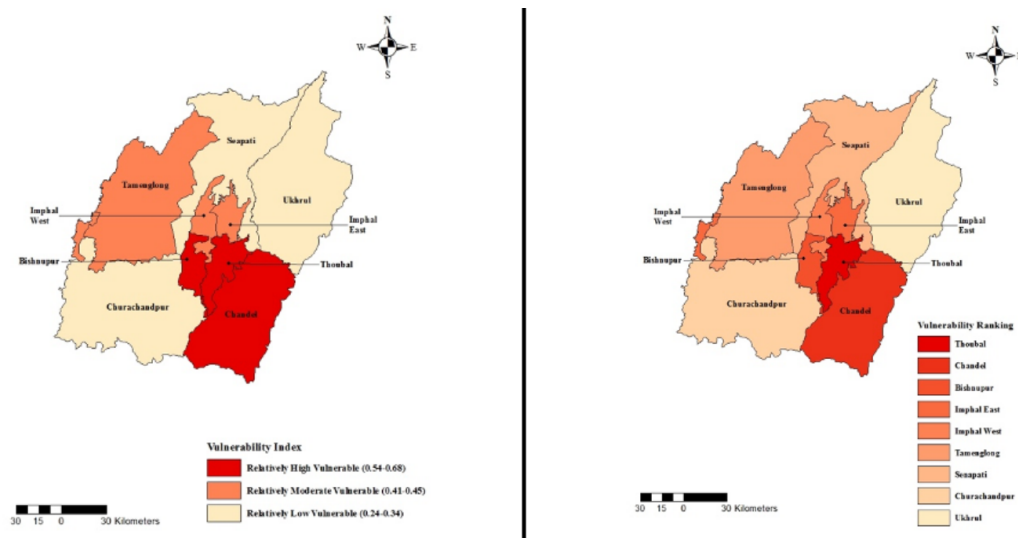 N
W E
S
Seapati
Tamenglong
Ukhrul
Imphal
West
Imphal
East
Bishnupur
Thoubal
Churachandpur
Chandel
Vulnerability Index
Relatively High Vulnerable (0.54-0.68)
Relatively Moderate Vulnerable (0.41-0.45)
Relatively Low Vulnerable (0.24-0.34)
30 15 0 30 Kilometers
N
W
S
Seapati
Tamenglong
Ukhrul
Imphal
West
Imphal
East
Bishnupur
Thoubal
Churachandpur
Chandel
Vulnerability Ranking
Thoubal
Chandel
Bishnupur
Imphal East
Imphal West
Tamenglong
Senapati
Churachandpur
Ukhrul
30 15 0 30 Kilometers